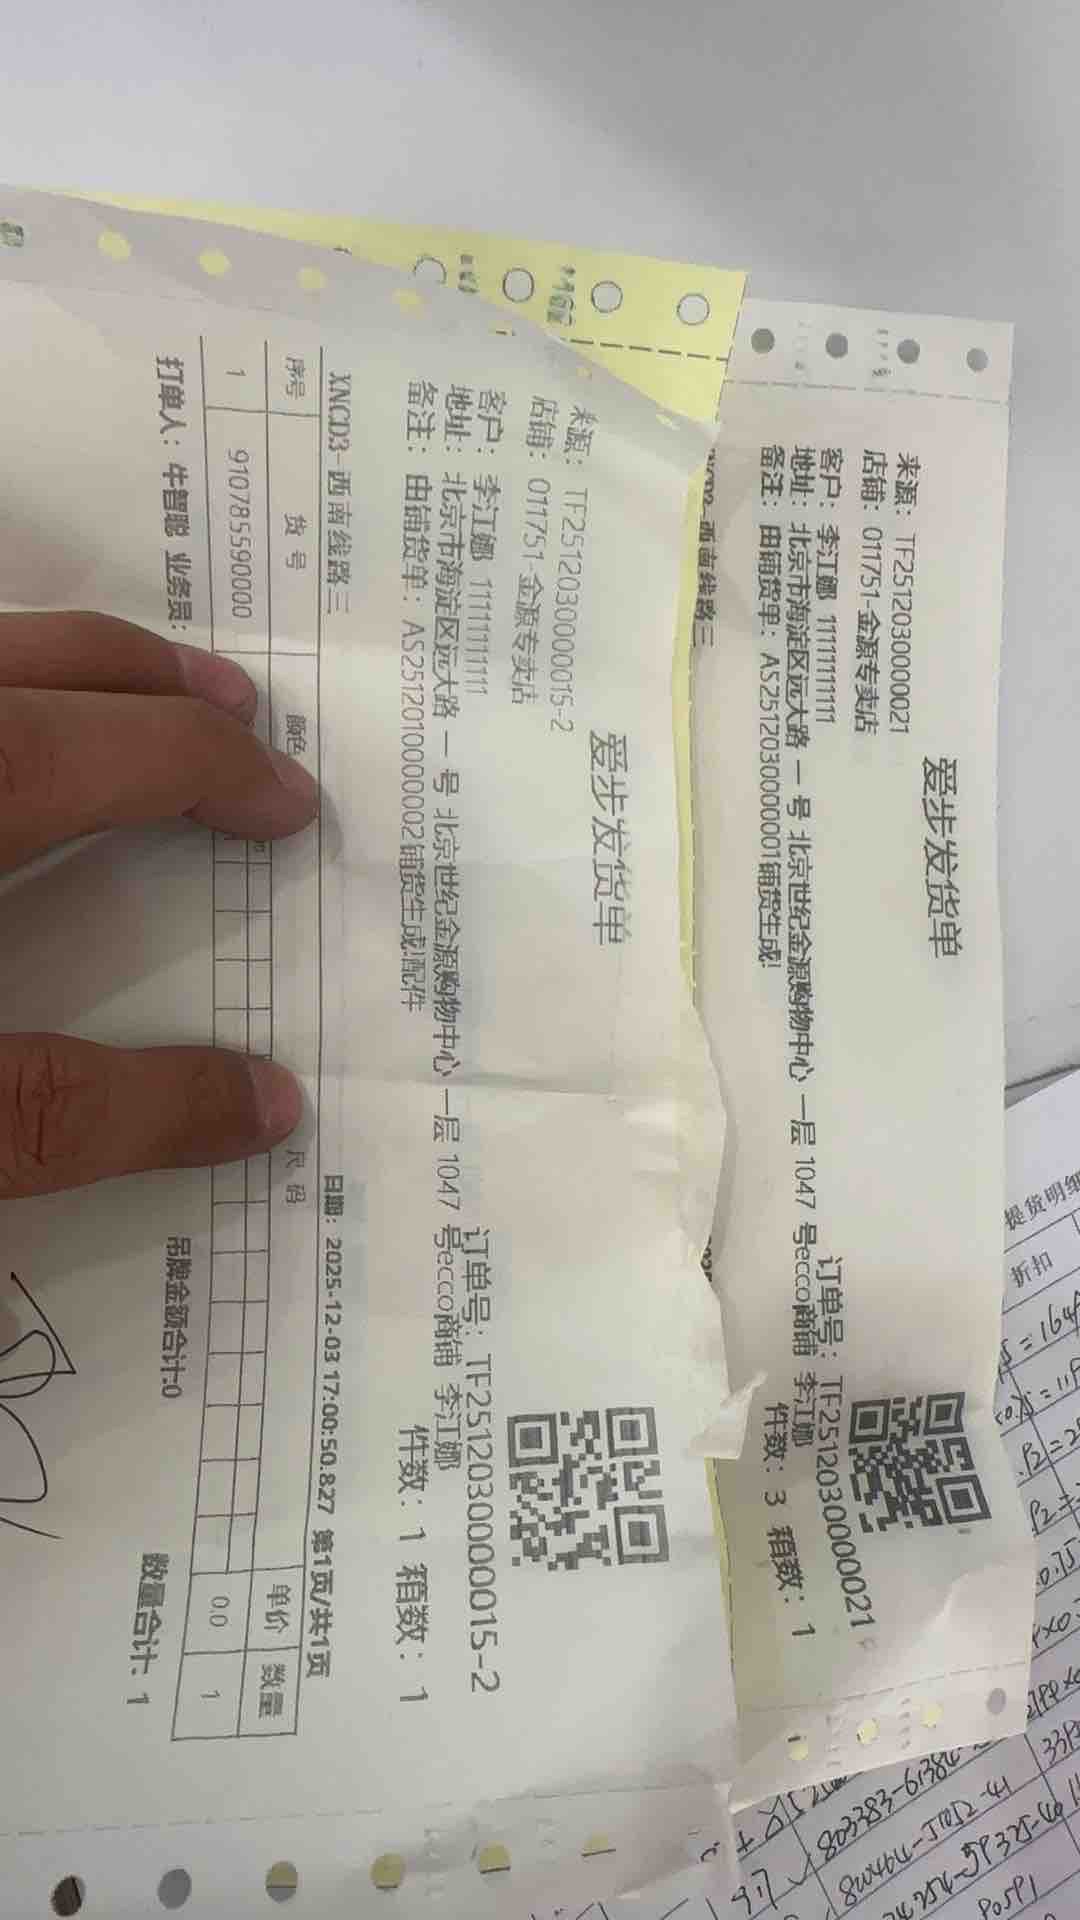 爱步发货单
来源：TF2512030000021
店铺：011751-金源专卖店
订单号：TF2512030000021
客户：李江娜 11111111111
地址：北京市海淀区远大路 一 号 北京世纪金源购物中心 一层 1047 号ecco商铺 李江娜
备注：由铺货单：AS2512030000001铺货生成!
件数：3 箱数：1
西南线路三
爱步发货单
来源：TF2512030000015-2
店铺：011751-金源专卖店
订单号：TF2512030000015-2
客户：李江娜 11111111111
地址：北京市海淀区远大路 一 号 北京世纪金源购物中心 一层 1047 号ecco商铺 李江娜
备注：由铺货单：AS2512010000002铺货生成!配件
件数：1 箱数：1
XNCD3-西南线路三 日期：2025-12-03 17:00:50.827 第1页/共1页
序号 货号 颜色 尺码 单价 数量
1 910785590000 0.0 1
打单人：牛智聪 业务员： 吊牌金额合计:0 数量合计：1
提货明细
折扣